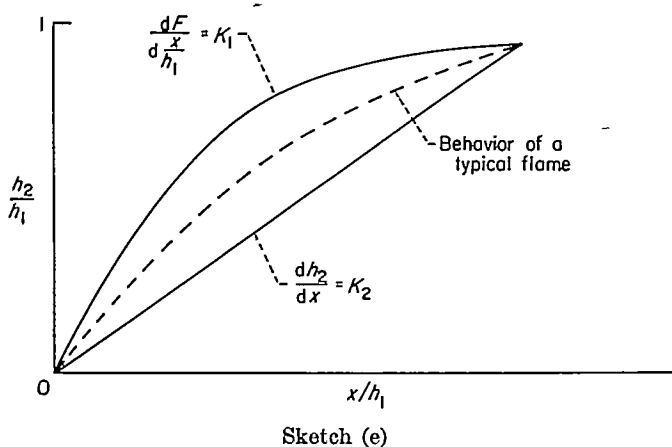 1
dF
d x/h₁ = K₁
Behavior of a
typical flame
h₂/h₁
dh₂/dx = K₂
0
x/h₁
Sketch (e)